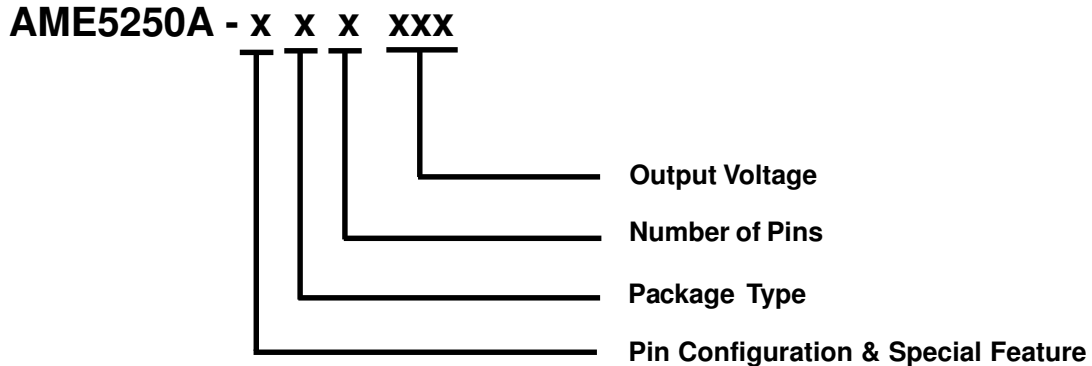 AME5250A - x x x xxx
Output Voltage
Number of Pins
Package Type
Pin Configuration & Special Feature